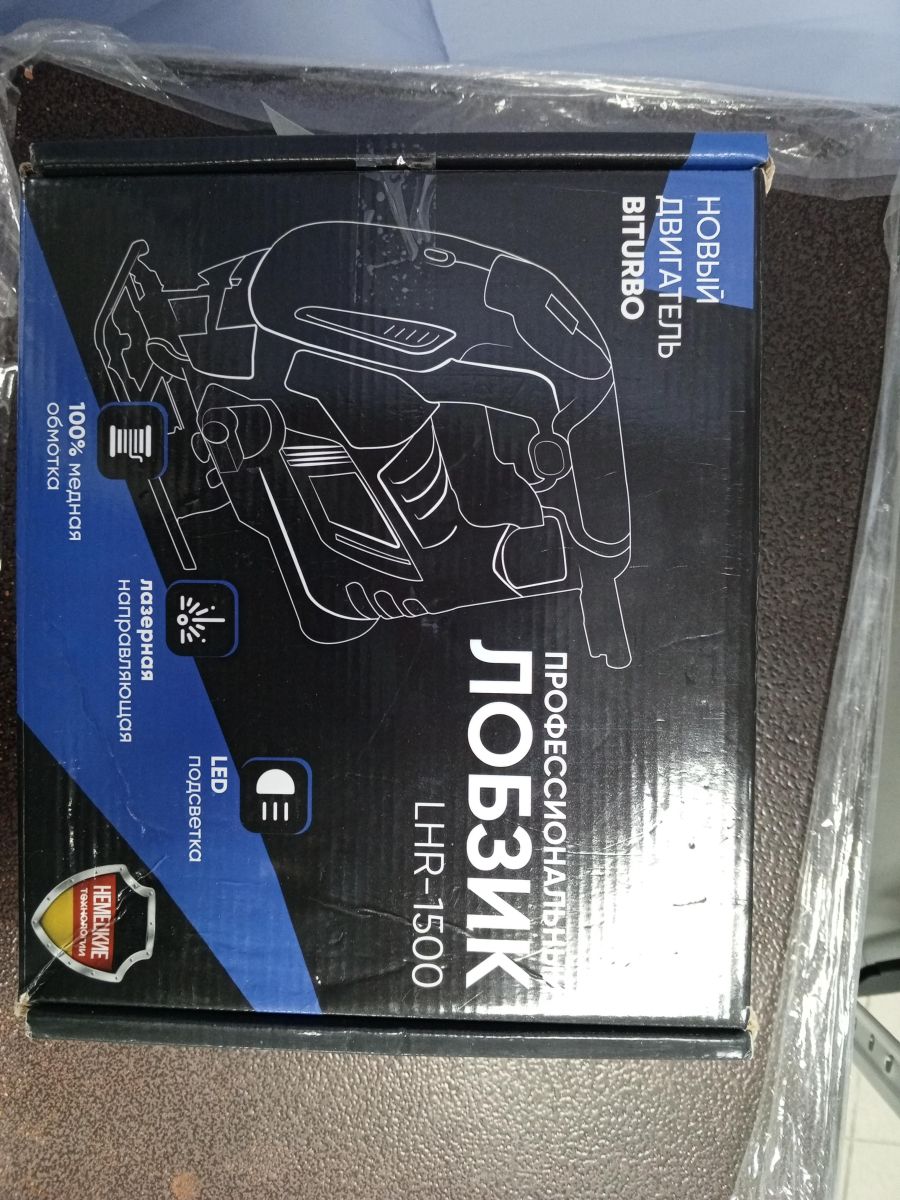 НОВЫЙ
ДВИГАТЕЛЬ
BITURBO
ПРОФЕССИОНАЛЬНЫЙ
ЛОБЗИК
LHR-1500
LED
подсветка
лазерная
направляющая
100% медная
обмотка
НЕМЕЦКИЕ
ТЕХНОЛОГИИ